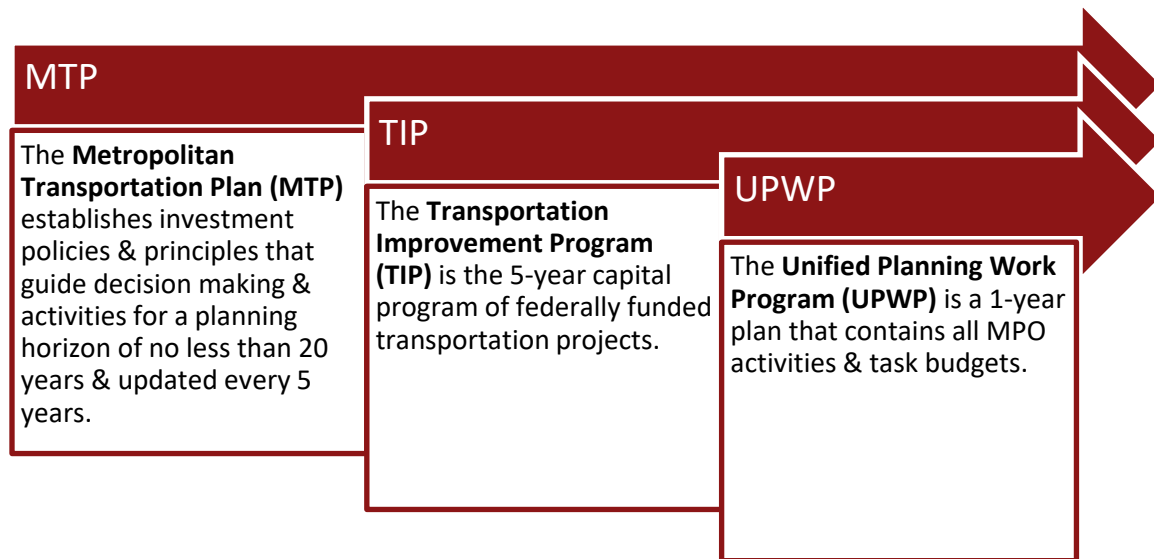 MTP
The Metropolitan
Transportation Plan (MTP)
establishes investment
policies & principles that
guide decision making &
activities for a planning
horizon of no less than 20
years & updated every 5
years.
TIP
The Transportation
Improvement Program
(TIP) is the 5-year capital
program of federally funded
transportation projects.
UPWP
The Unified Planning Work
Program (UPWP) is a 1-year
plan that contains all MPO
activities & task budgets.